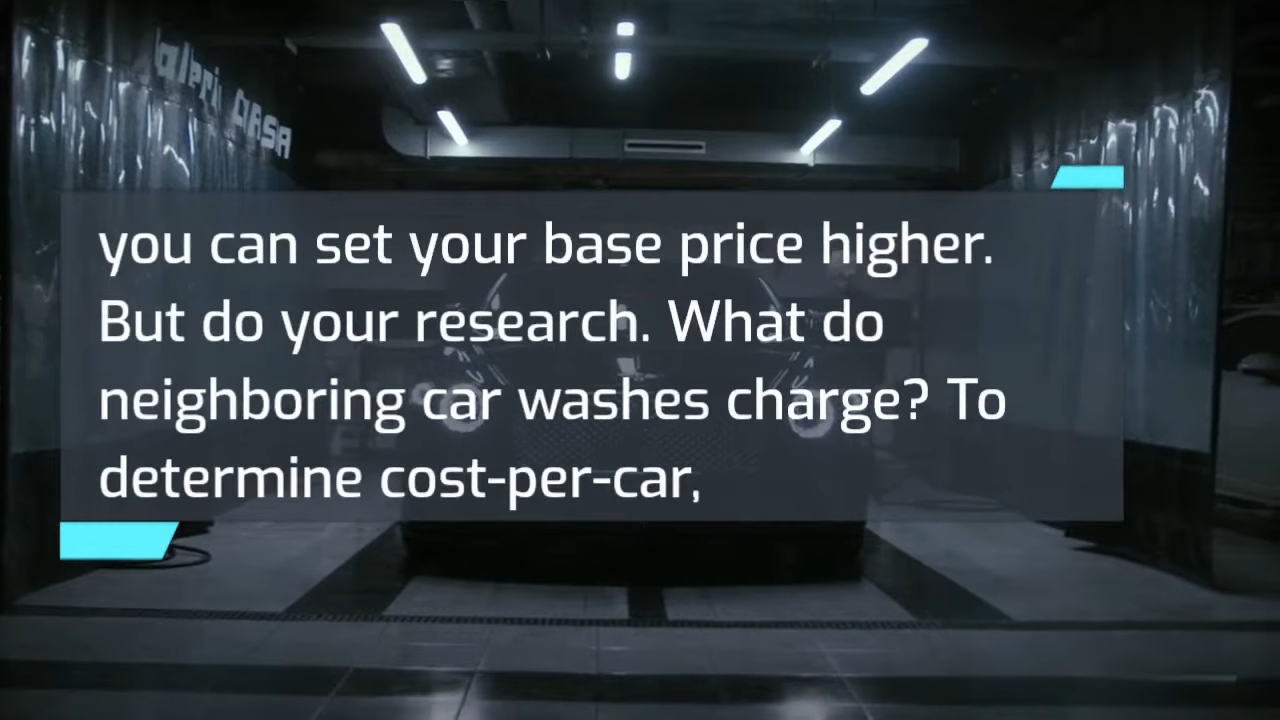 you can set your base price higher.
But do your research. What do
neighboring car washes charge? To
determine cost-per-car,